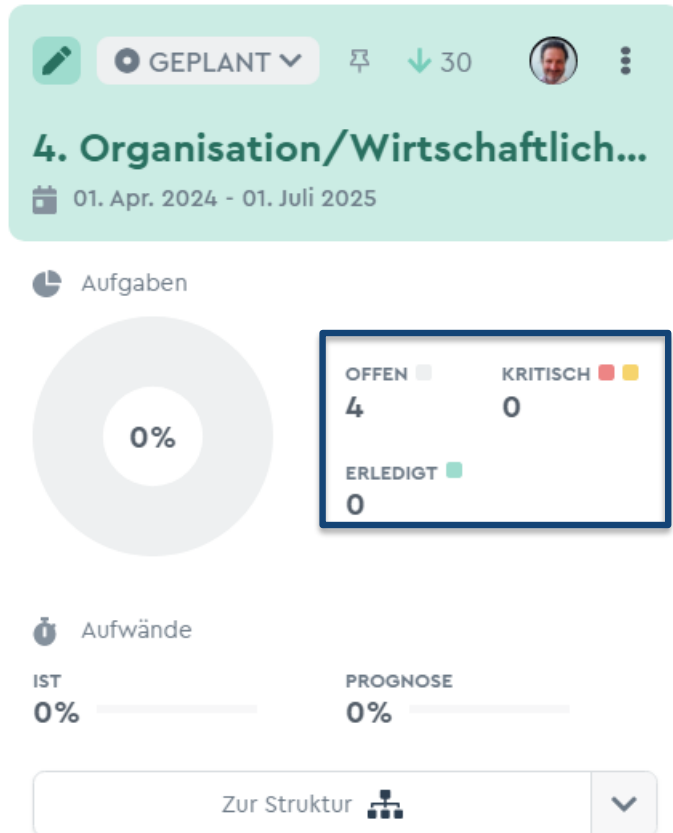 GEPLANT 30
4. Organisation/Wirtschaftlich...
01. Apr. 2024 - 01. Juli 2025
Aufgaben
0%
OFFEN KRITISCH
4 0
ERLEDIGT
0
Aufwände
IST PROGNOSE
0% 0%
Zur Struktur